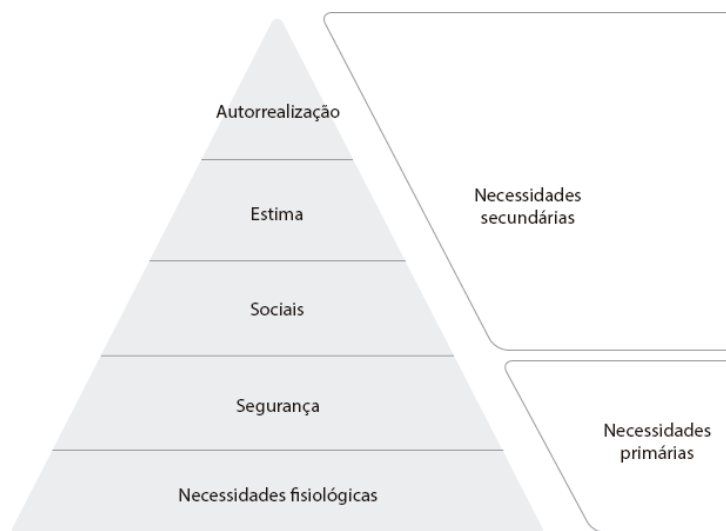 Autorrealização
Estima
Sociais
Segurança
Necessidades fisiológicas
Necessidades
secundárias
Necessidades
primárias